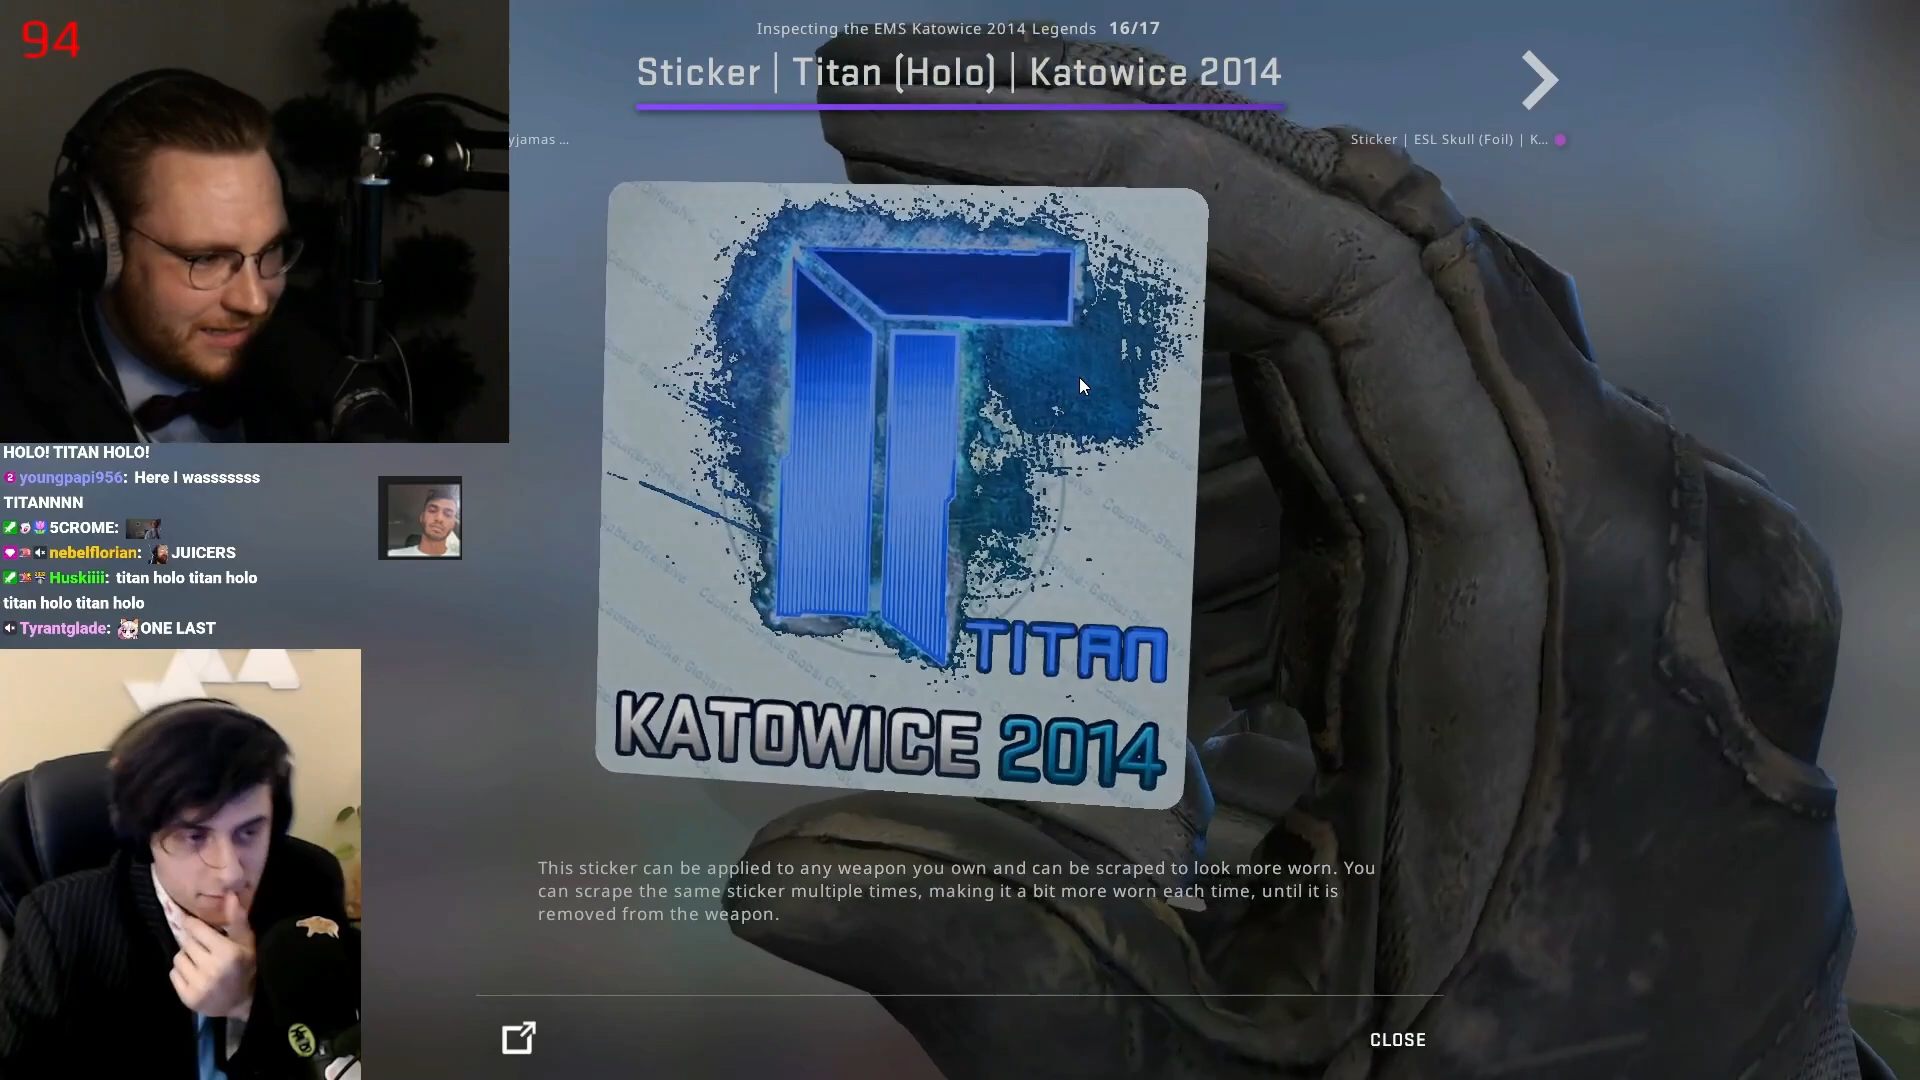 94
Inspecting the EMS Katowice 2014 Legends 16/17
Sticker | Titan (Holo) | Katowice 2014
yjamas ...
Sticker | ESL Skull (Foil) | K...
TITAN
KATOWICE 2014
HOLO! TITAN HOLO!
2 youngpapi956: Here I wasssssss
TITANNNN
5CROME:
nebelflorian: JUICERS
Huskiiii: titan holo titan holo
titan holo titan holo
Tyrantglade: ONE LAST
This sticker can be applied to any weapon you own and can be scraped to look more worn. You
can scrape the same sticker multiple times, making it a bit more worn each time, until it is
removed from the weapon.
CLOSE